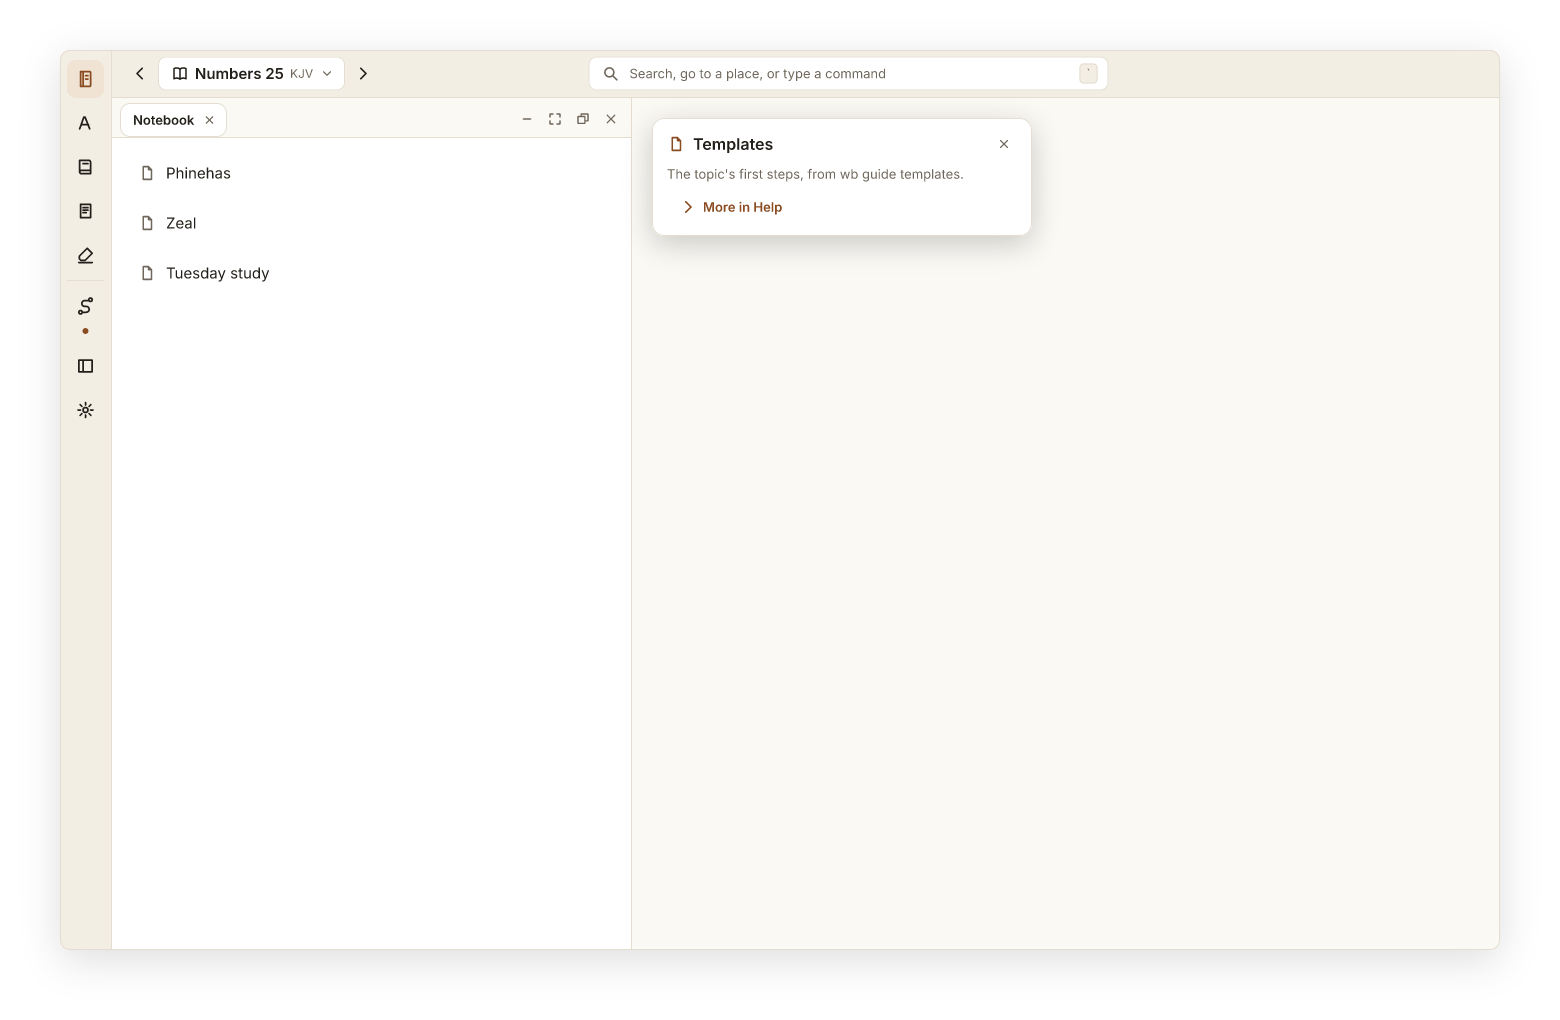 Numbers 25 KJV
Search, go to a place, or type a command
Notebook
Phinehas
Zeal
Tuesday study
Templates
The topic's first steps, from wb guide templates.
More in Help